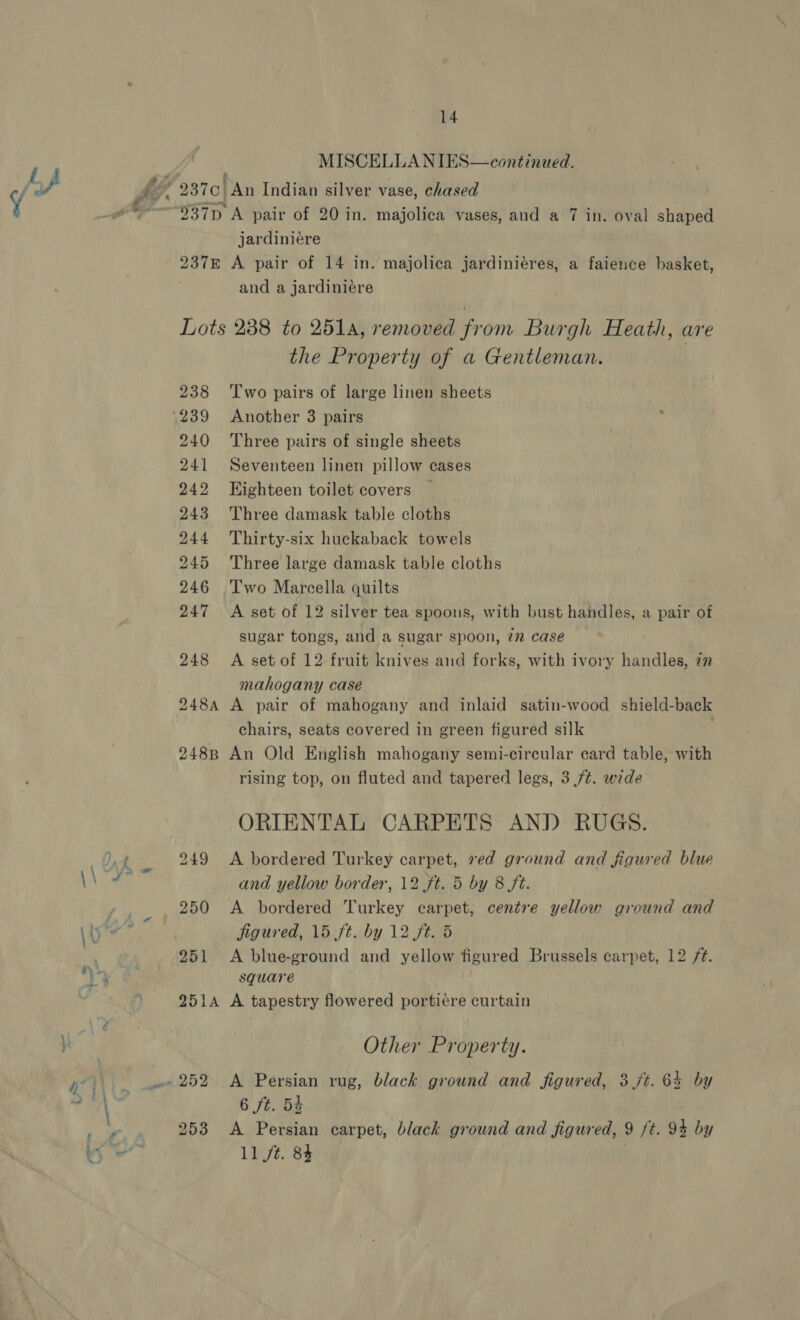 14
MISCELLANIES—continued.
237C An Indian silver vase, chased
237D A pair of 20 in. majolica vases, and a 7 in. oval shaped
jardinière
237E A pair of 14 in. majolica jardinières, a faience basket,
and a jardinière
Lots 238 to 251A, removed from Burgh Heath, are
the Property of a Gentleman.
238 Two pairs of large linen sheets
239 Another 3 pairs
240 Three pairs of single sheets
241 Seventeen linen pillow cases
242 Eighteen toilet covers
243 Three damask table cloths
244 Thirty-six huckaback towels
245 Three large damask table cloths
246 Two Marcella quilts
247 A set of 12 silver tea spoons, with bust handles, a pair of
sugar tongs, and a sugar spoon, in case
248 A set of 12 fruit knives and forks, with ivory handles, in
mahogany case
248A A pair of mahogany and inlaid satin-wood shield-back
chairs, seats covered in green figured silk
248B An Old English mahogany semi-circular card table, with
rising top, on fluted and tapered legs, 3 ft. wide
ORIENTAL CARPETS AND RUGS.
249 A bordered Turkey carpet, red ground and figured blue
and yellow border, 12 ft. 5 by 8 ft.
250 A bordered Turkey carpet, centre yellow ground and
figured, 15 ft. by 12 ft. 5
251 A blue-ground and yellow figured Brussels carpet, 12 ft.
square
251A A tapestry flowered portière curtain
Other Property.
252 A Persian rug, black ground and figured, 3 ft. 6½ by
6 ft. 5½
253 A Persian carpet, black ground and figured, 9 ft. 9½ by
11 ft. 8½